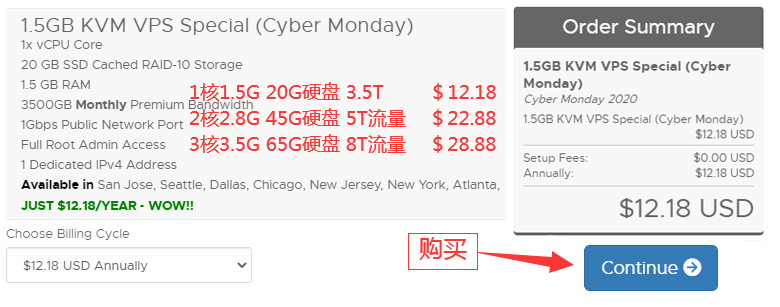 1.5GB KVM VPS Special (Cyber Monday)
1x vCPU Core
20 GB SSD Cached RAID-10 Storage
1.5 GB RAM
3500GB Monthly Premium Bandwidth
1Gbps Public Network Port
Full Root Admin Access
1 Dedicated IPv4 Address
Available in San Jose, Seattle, Dallas, Chicago, New Jersey, New York, Atlanta,
JUST $12.18/YEAR - WOW!!
1核1.5G 20G硬盘 3.5T $ 12.18
2核2.8G 45G硬盘 5T流量 $ 22.88
3核3.5G 65G硬盘 8T流量 $ 28.88
Choose Billing Cycle
$12.18 USD Annually
Order Summary
1.5GB KVM VPS Special (Cyber
Monday)
Cyber Monday 2020
1.5GB KVM VPS Special (Cyber Monday)
$12.18 USD
Setup Fees: $0.00 USD
Annually: $12.18 USD
$12.18 USD
购买
Continue